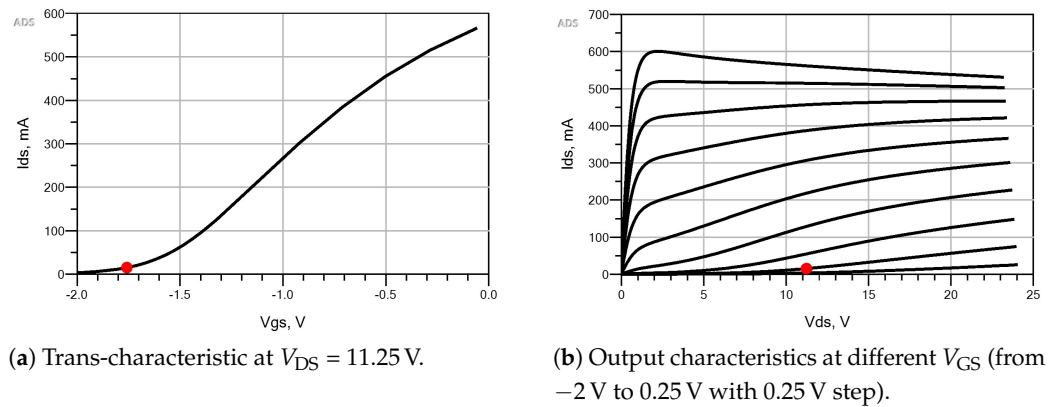 ADS
600
500
400
300
200
100
0
Ids, mA
-2.0 -1.5 -1.0 -0.5 0.0
Vgs, V
(a) Trans-characteristic at VDS = 11.25 V.
ADS
700
600
500
400
300
200
100
0
Ids, mA
0 5 10 15 20 25
Vds, V
(b) Output characteristics at different VGS (from
−2 V to 0.25 V with 0.25 V step).